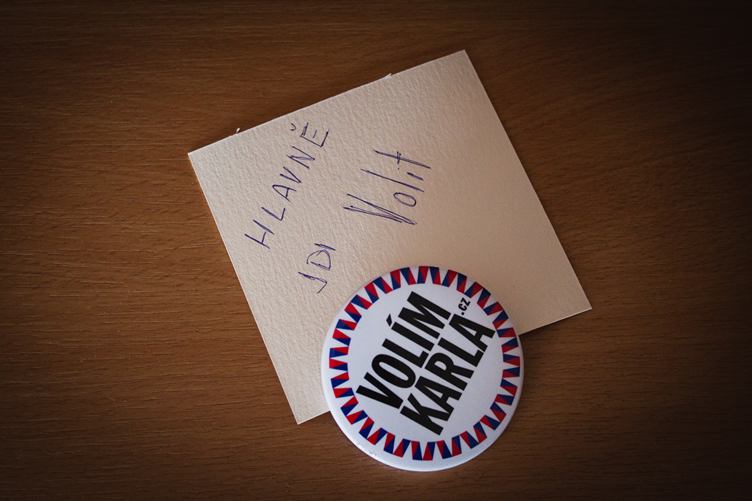 HLAVNĚ
JDI Volit
VOLÍM
KARLA.cz